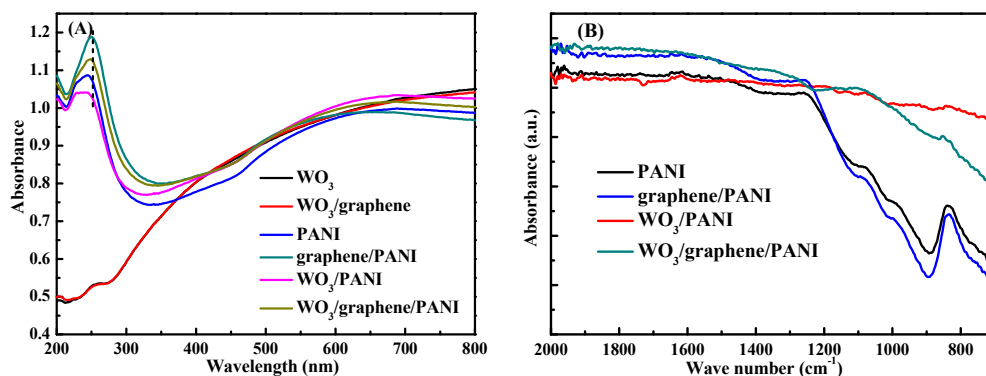 (A)
1.2
1.1
1.0
0.9
0.8
0.7
0.6
0.5
0.4
Absorbance
WO3
WO3/graphene
PANI
graphene/PANI
WO3/PANI
WO3/graphene/PANI
200 300 400 500 600 700 800
Wavelength (nm)
(B)
Absorbance (a.u.)
PANI
graphene/PANI
WO3/PANI
WO3/graphene/PANI
2000 1800 1600 1400 1200 1000 800
Wave number (cm-1)